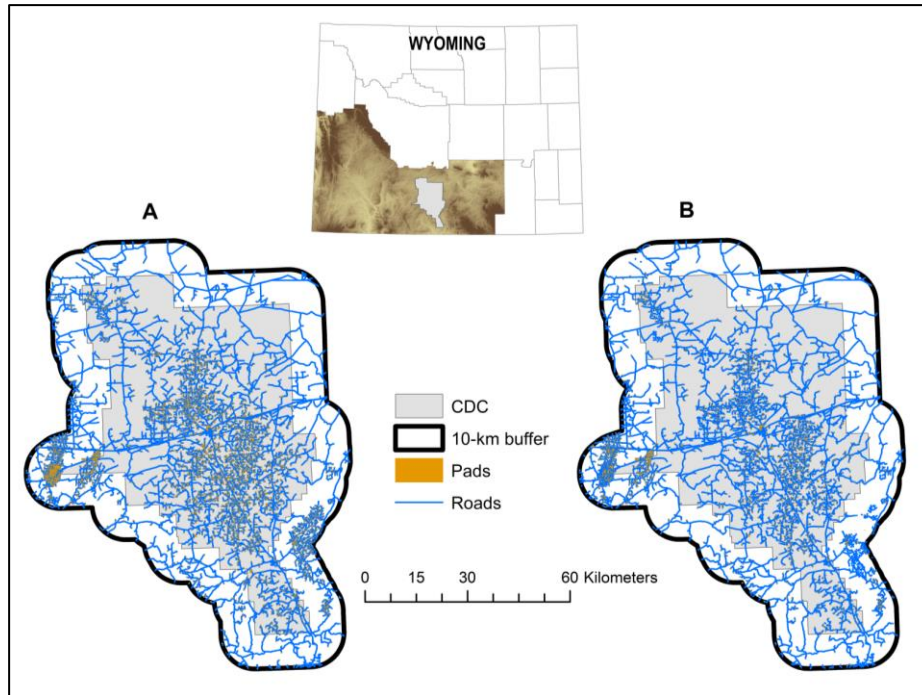 WYOMING
A
B
CDC
10-km buffer
Pads
Roads
0 15 30 60 Kilometers